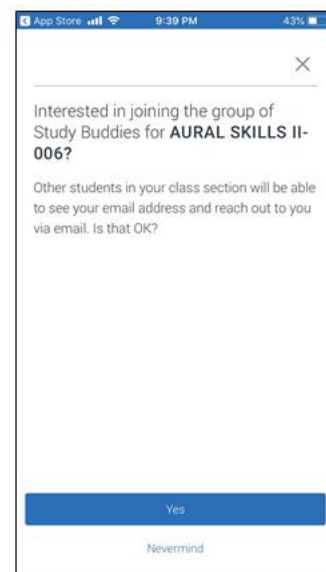 App Store 9:39 PM 43%
Interested in joining the group of
Study Buddies for AURAL SKILLS II-
006?
Other students in your class section will be able
to see your email address and reach out to you
via email. Is that OK?
Yes
Nevermind